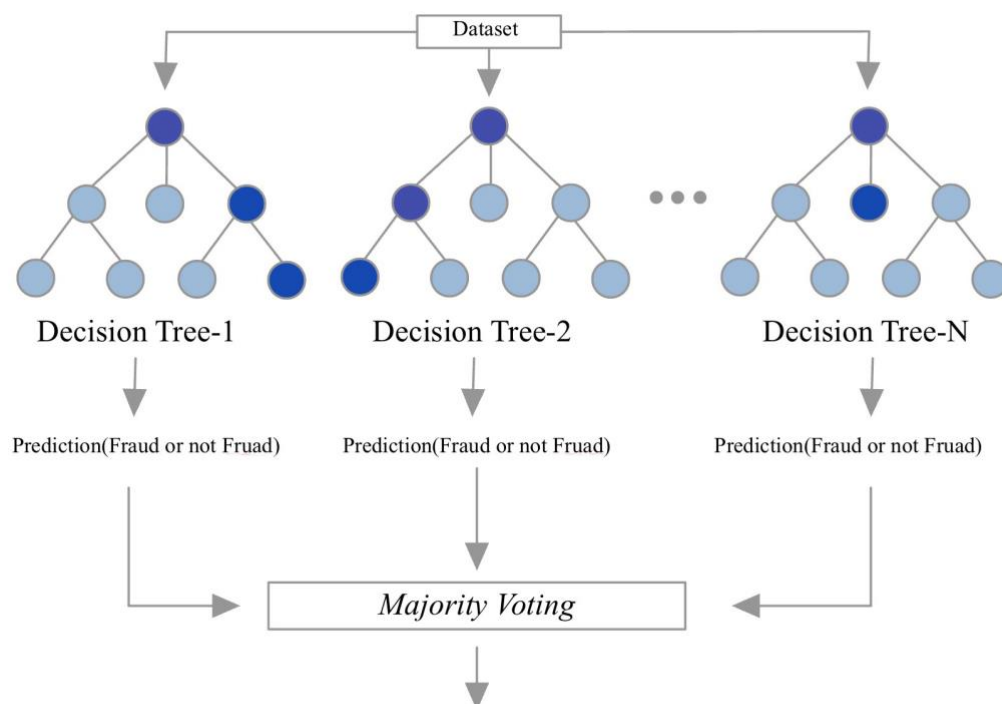 Dataset
Decision Tree-1
Decision Tree-2
Decision Tree-N
Prediction(Fraud or not Fruad)
Prediction(Fraud or not Fruad)
Prediction(Fraud or not Fruad)
Majority Voting